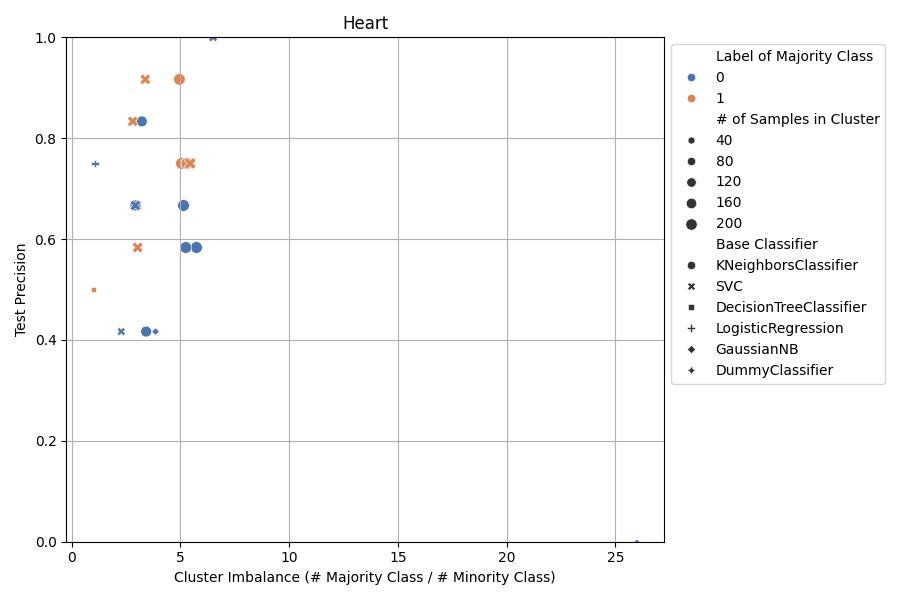 Heart
1.0
0.8
0.6
0.4
0.2
0.0
Test Precision
0
5
10
15
20
25
Cluster Imbalance (# Majority Class / # Minority Class)
Label of Majority Class
0
1
# of Samples in Cluster
40
80
120
160
200
Base Classifier
KNeighborsClassifier
SVC
DecisionTreeClassifier
LogisticRegression
GaussianNB
DummyClassifier